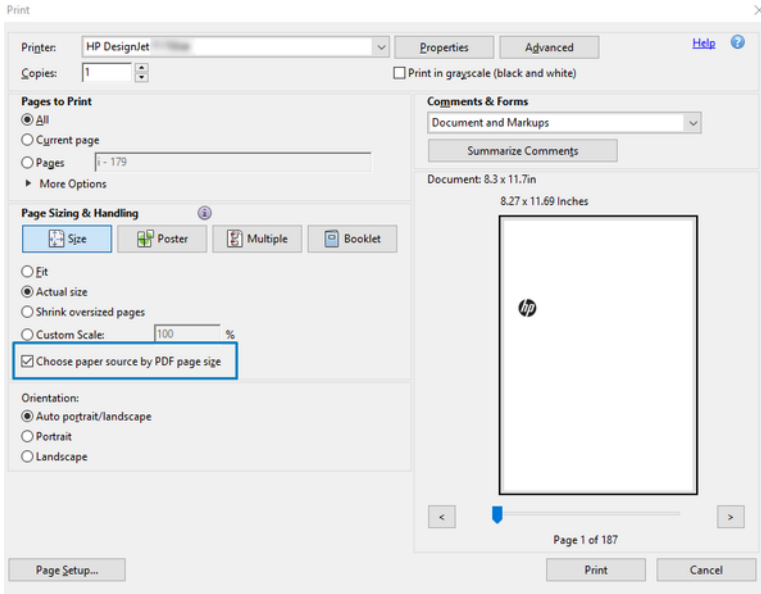 Print
Printer: HP DesignJet
Properties
Advanced
Help
Copies: 1
Print in grayscale (black and white)
Pages to Print
All
Current page
Pages i - 179
More Options
Comments & Forms
Document and Markups
Summarize Comments
Page Sizing & Handling
Size
Poster
Multiple
Booklet
Fit
Actual size
Shrink oversized pages
Custom Scale: 100 %
Choose paper source by PDF page size
Orientation:
Auto portrait/landscape
Portrait
Landscape
Document: 8.3 x 11.7in
8.27 x 11.69 Inches
hp
<
>
Page 1 of 187
Page Setup...
Print
Cancel